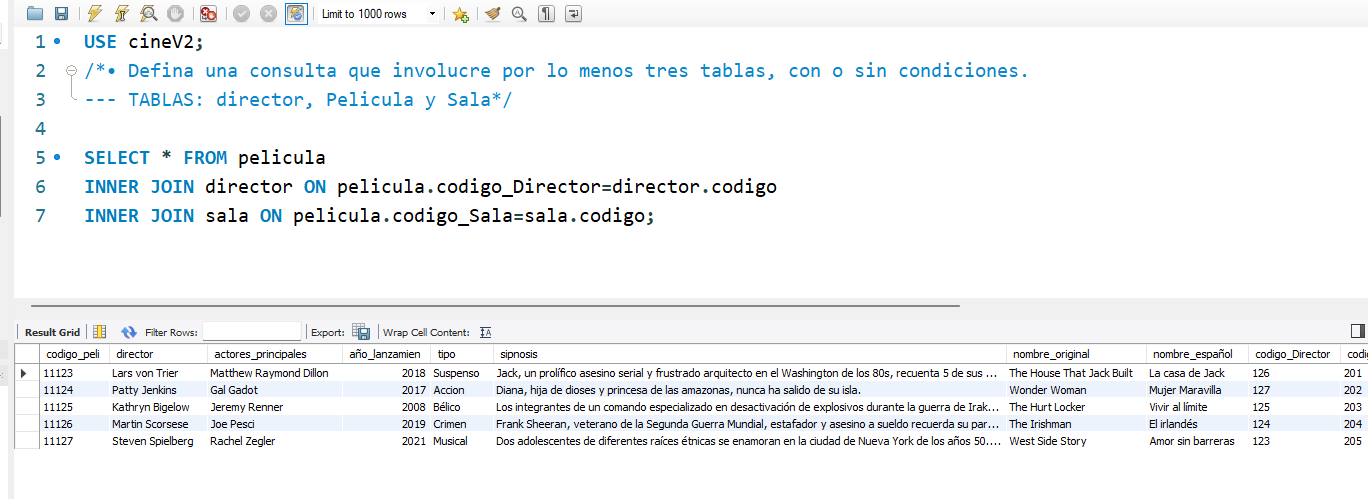 Limit to 1000 rows
1 USE cineV2;
2 /*• Defina una consulta que involucre por lo menos tres tablas, con o sin condiciones.
3 --- TABLAS: director, Pelicula y Sala*/
4
5 SELECT * FROM pelicula
6 INNER JOIN director ON pelicula.codigo_Director=director.codigo
7 INNER JOIN sala ON pelicula.codigo_Sala=sala.codigo;
Result Grid Filter Rows: Export: Wrap Cell Content:
codigo_peli director actores_principales año_lanzamien tipo sipnosis nombre_original nombre_español codigo_Director codi
11123 Lars von Trier Matthew Raymond Dillon 2018 Suspenso Jack, un prolífico asesino serial y frustrado arquitecto en el Washington de los 80s, recuenta 5 de sus ... The House That Jack Built La casa de Jack 126 201
11124 Patty Jenkins Gal Gadot 2017 Accion Diana, hija de dioses y princesa de las amazonas, nunca ha salido de su isla. Wonder Woman Mujer Maravilla 127 202
11125 Kathryn Bigelow Jeremy Renner 2008 Bélico Los integrantes de un comando especializado en desactivación de explosivos durante la guerra de Irak... The Hurt Locker Vivir al límite 125 203
11126 Martin Scorsese Joe Pesci 2019 Crimen Frank Sheeran, veterano de la Segunda Guerra Mundial, estafador y asesino a sueldo recuerda su par... The Irishman El irlandés 124 204
11127 Steven Spielberg Rachel Zegler 2021 Musical Dos adolescentes de diferentes raíces étnicas se enamoran en la ciudad de Nueva York de los años 50.... West Side Story Amor sin barreras 123 205